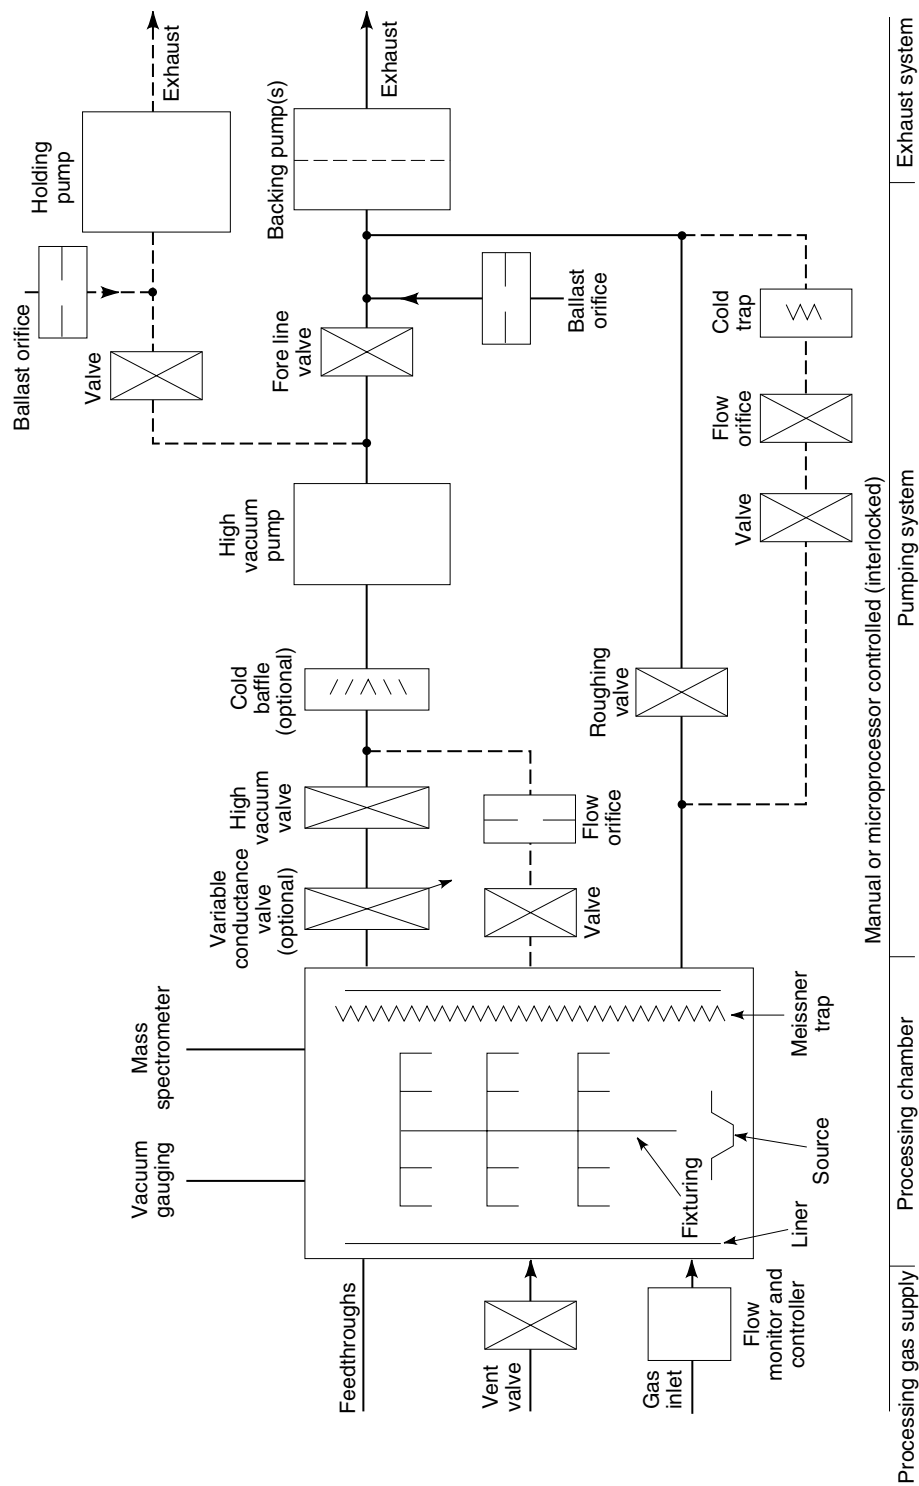 Exhaust
Holding
pump
Ballast orifice
Valve
Exhaust
Backing pump(s)
Ballast
orifice
Fore line
valve
High
vacuum
pump
Cold
baffle
(optional)
High
vacuum
valve
Variable
conductance
valve
(optional)
Flow
orifice
Valve
Roughing
valve
Cold
trap
Flow
orifice
Valve
Mass
spectrometer
Vacuum
gauging
Meissner
trap
Source
Fixturing
Liner
Feedthroughs
Vent
valve
Gas
inlet
Flow
monitor and
controller
Manual or microprocessor controlled (interlocked)
Processing gas supply
Processing chamber
Pumping system
Exhaust system